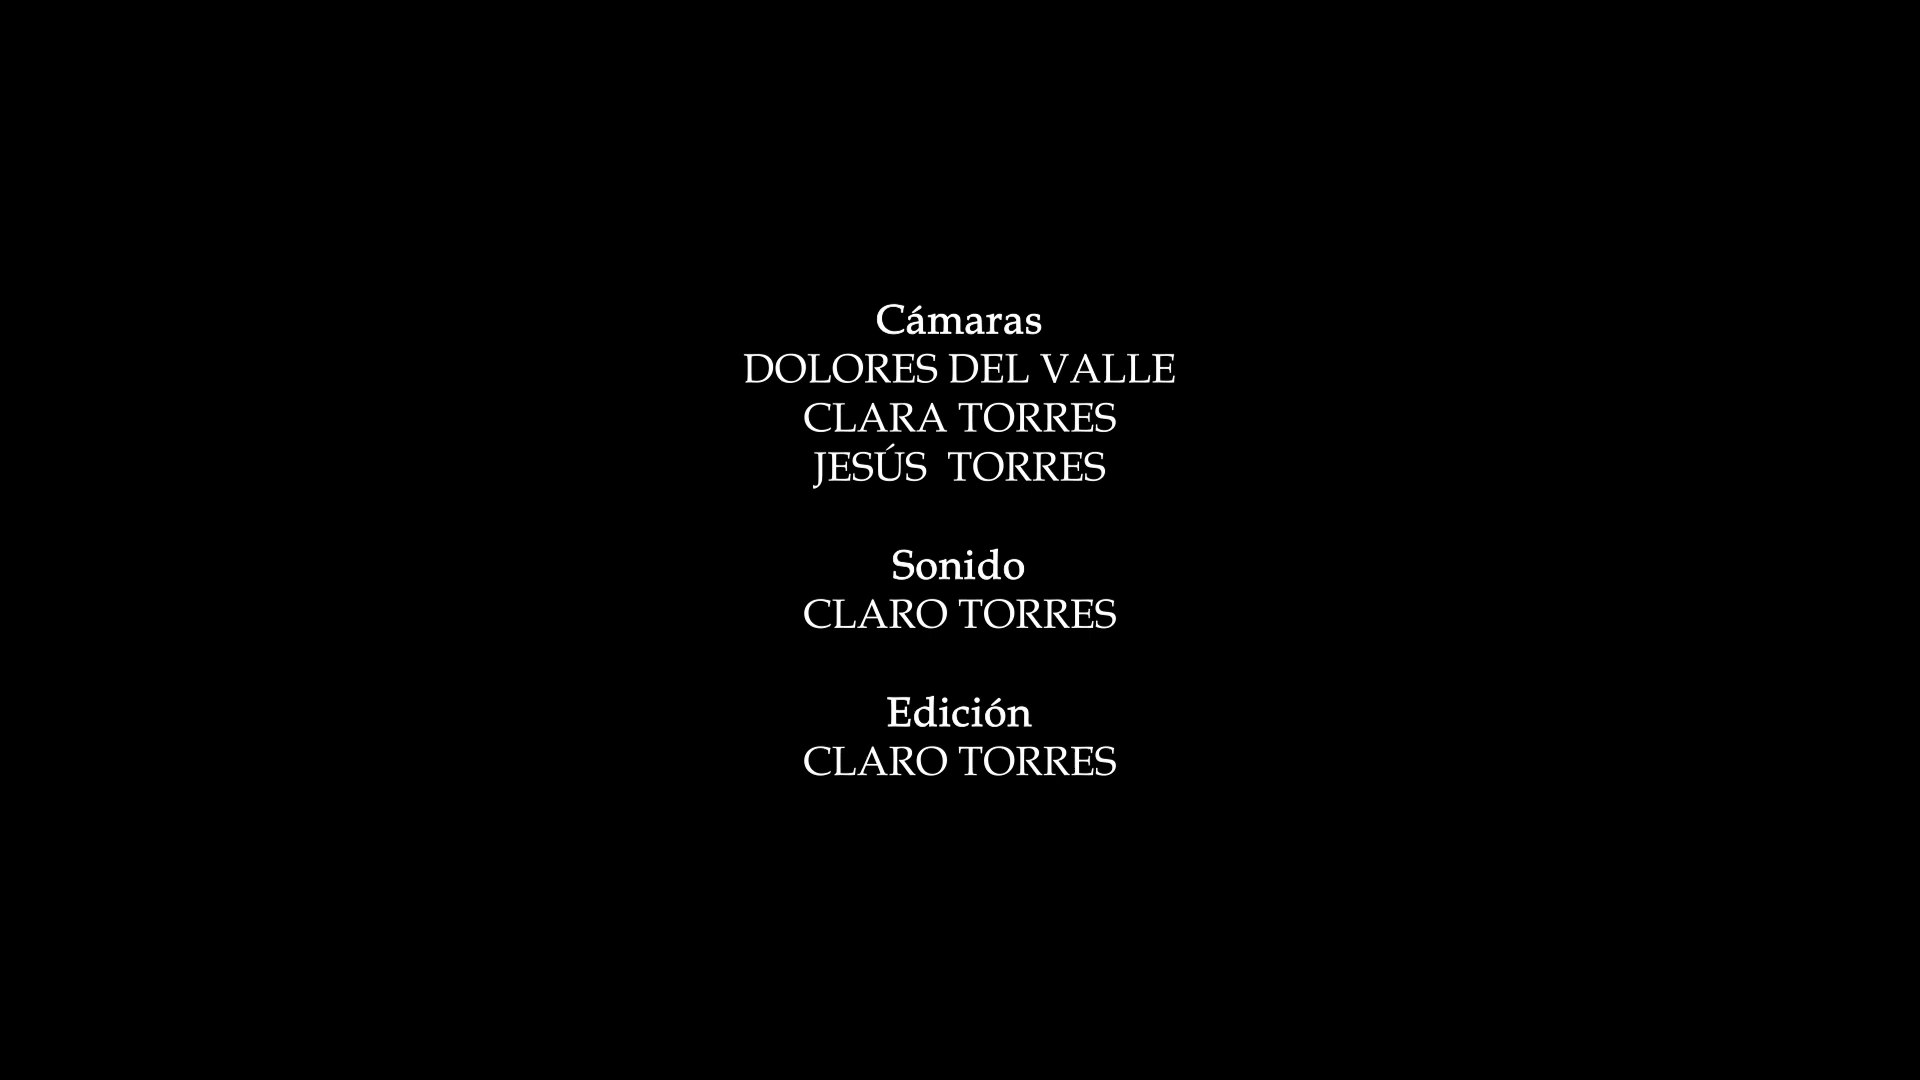 Cámaras
DOLORES DEL VALLE
CLARA TORRES
JESÚS  TORRES
Sonido
CLARO TORRES
Edición
CLARO TORRES